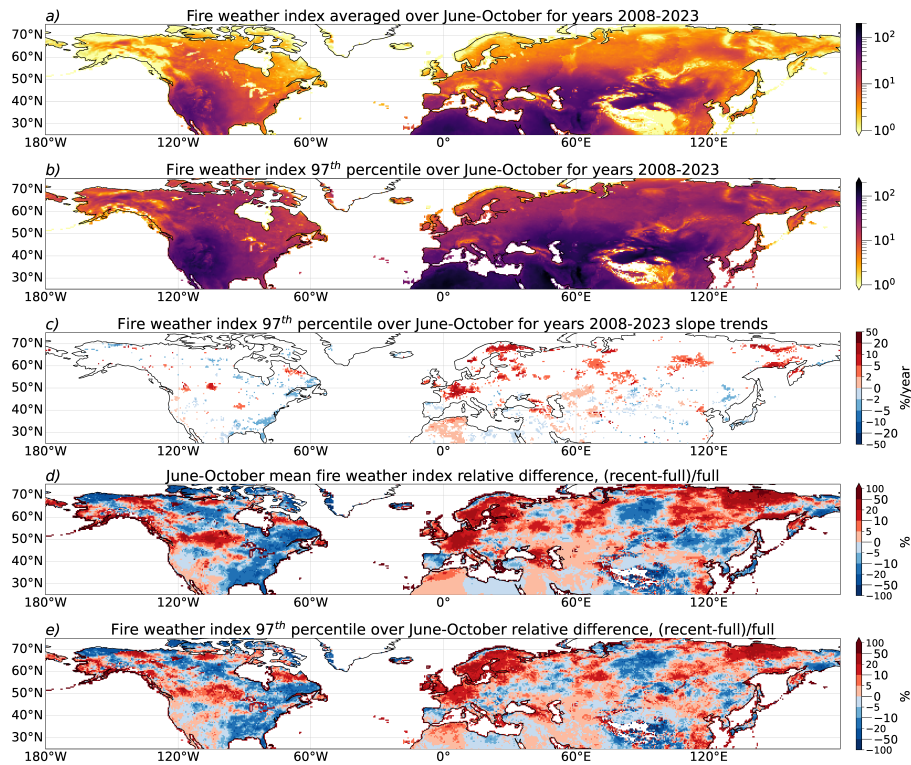 a) Fire weather index averaged over June-October for years 2008-2023
70°N
60°N
50°N
40°N
30°N
180°W 120°W 60°W 0° 60°E 120°E
10²
10¹
10⁰
b) Fire weather index 97th percentile over June-October for years 2008-2023
70°N
60°N
50°N
40°N
30°N
180°W 120°W 60°W 0° 60°E 120°E
10²
10¹
10⁰
c) Fire weather index 97th percentile over June-October for years 2008-2023 slope trends
70°N
60°N
50°N
40°N
30°N
180°W 120°W 60°W 0° 60°E 120°E
50
20
10
5
2
0
−2
−5
−10
−20
−50
%/year
d) June-October mean fire weather index relative difference, (recent-full)/full
70°N
60°N
50°N
40°N
30°N
180°W 120°W 60°W 0° 60°E 120°E
100
50
20
10
5
0
−5
−10
−20
−50
−100
%
e) Fire weather index 97th percentile over June-October relative difference, (recent-full)/full
70°N
60°N
50°N
40°N
30°N
180°W 120°W 60°W 0° 60°E 120°E
100
50
20
10
5
0
−5
−10
−20
−50
−100
%